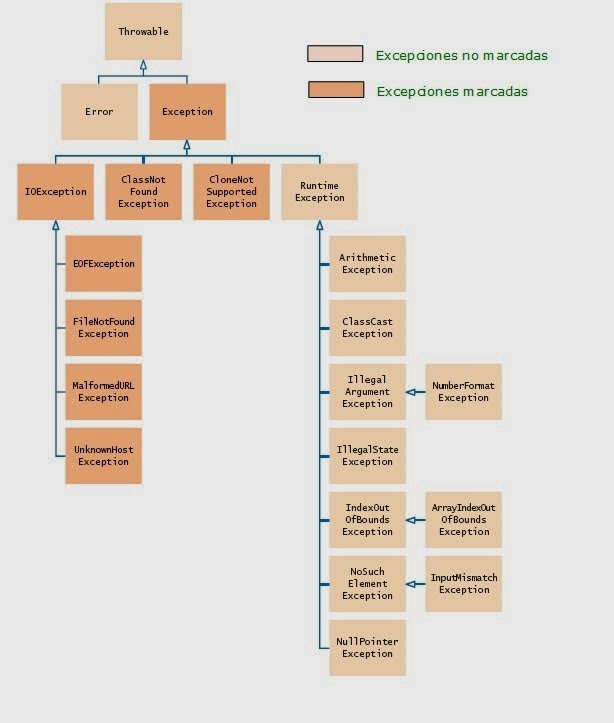 Throwable
Excepciones no marcadas
Excepciones marcadas
Error
Exception
IOException
ClassNot
Found
Exception
CloneNot
Supported
Exception
Runtime
Exception
EOFException
Arithmetic
Exception
FileNotFound
Exception
ClassCast
Exception
MalformedURL
Exception
Illegal
Argument
Exception
NumberFormat
Exception
UnknownHost
Exception
IllegalState
Exception
IndexOut
OfBounds
Exception
ArrayIndexOut
OfBounds
Exception
NoSuch
Element
Exception
InputMismatch
Exception
NullPointer
Exception